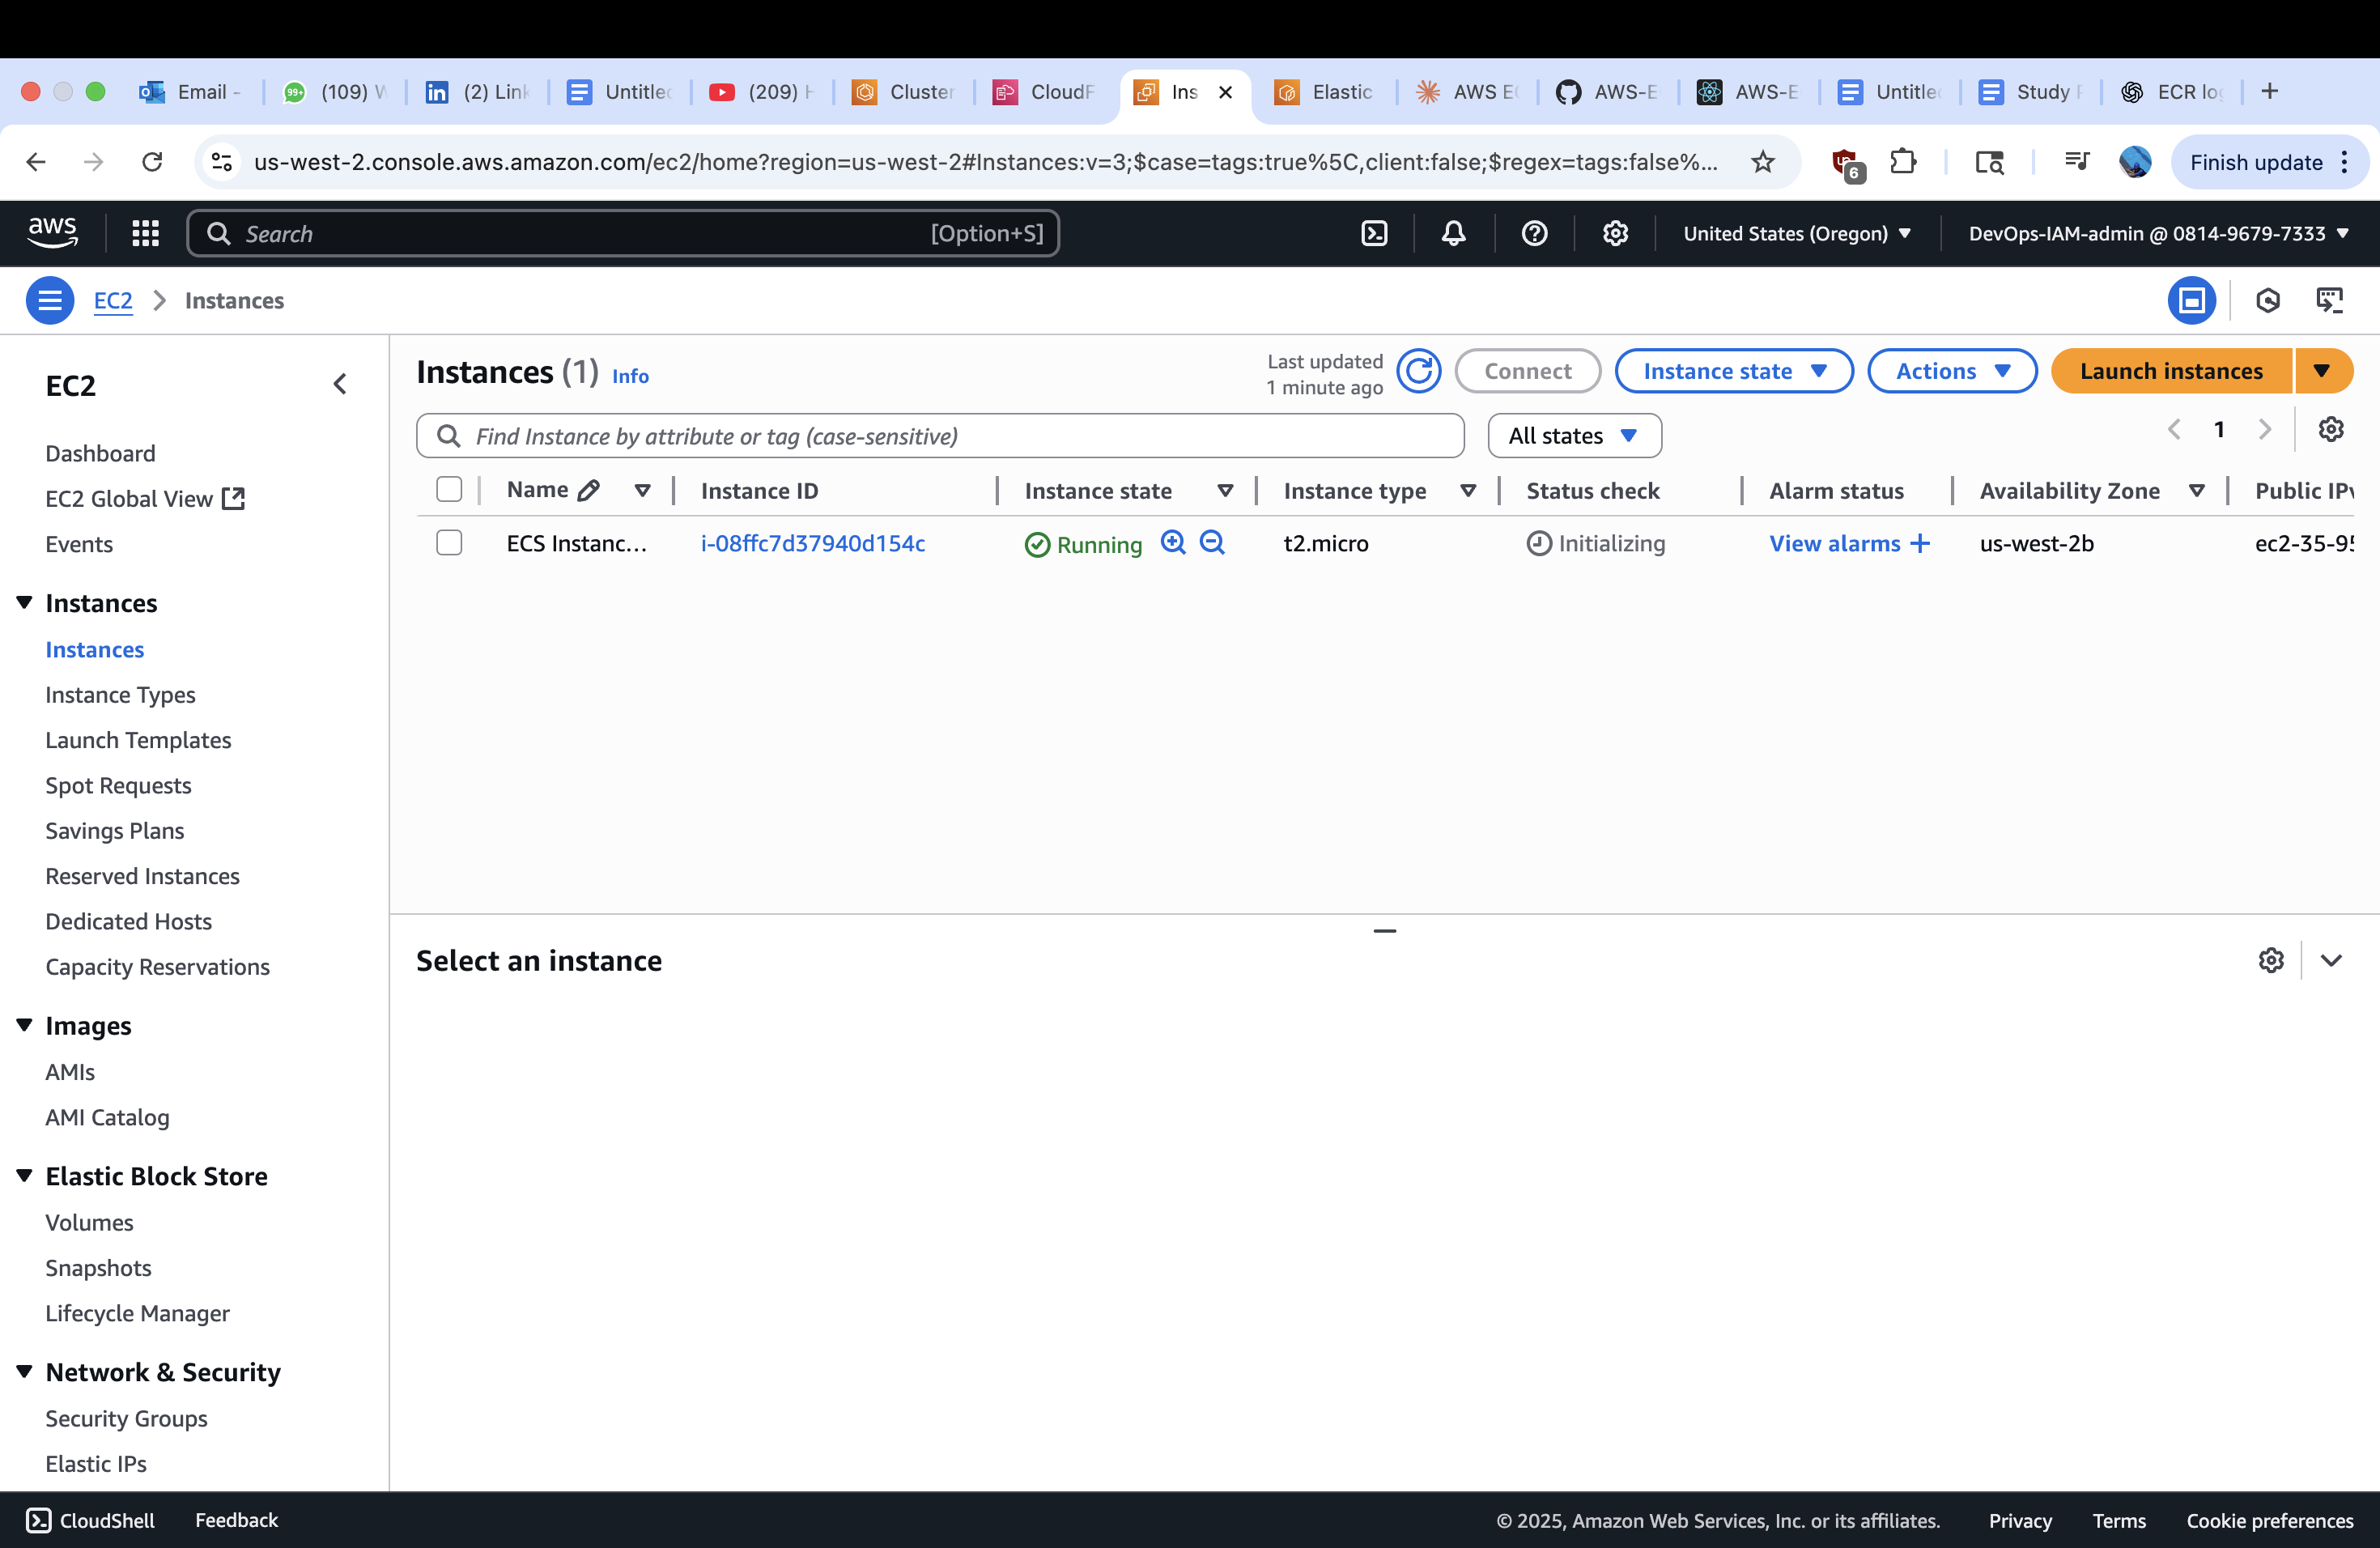 Email -
(109) W
(2) Link
Untitled
(209) H
Cluster
CloudF
Ins
Elastic
AWS EC
AWS-E
AWS-E
Untitled
Study P
ECR log
us-west-2.console.aws.amazon.com/ec2/home?region=us-west-2#Instances:v=3;$case=tags:true%5C,client:false;$regex=tags:false%...
6
Finish update
aws
Search
[Option+S]
United States (Oregon)
DevOps-IAM-admin @ 0814-9679-7333
EC2
Instances
EC2
Dashboard
EC2 Global View
Events
Instances
Instances
Instance Types
Launch Templates
Spot Requests
Savings Plans
Reserved Instances
Dedicated Hosts
Capacity Reservations
Images
AMIs
AMI Catalog
Elastic Block Store
Volumes
Snapshots
Lifecycle Manager
Network & Security
Security Groups
Elastic IPs
Instances (1) Info
Last updated
1 minute ago
Connect
Instance state
Actions
Launch instances
Find Instance by attribute or tag (case-sensitive)
All states
1
Name Instance ID Instance state Instance type Status check Alarm status Availability Zone Public IPv
ECS Instanc... i-08ffc7d37940d154c Running t2.micro Initializing View alarms + us-west-2b ec2-35-95
Select an instance
CloudShell
Feedback
© 2025, Amazon Web Services, Inc. or its affiliates.
Privacy
Terms
Cookie preferences